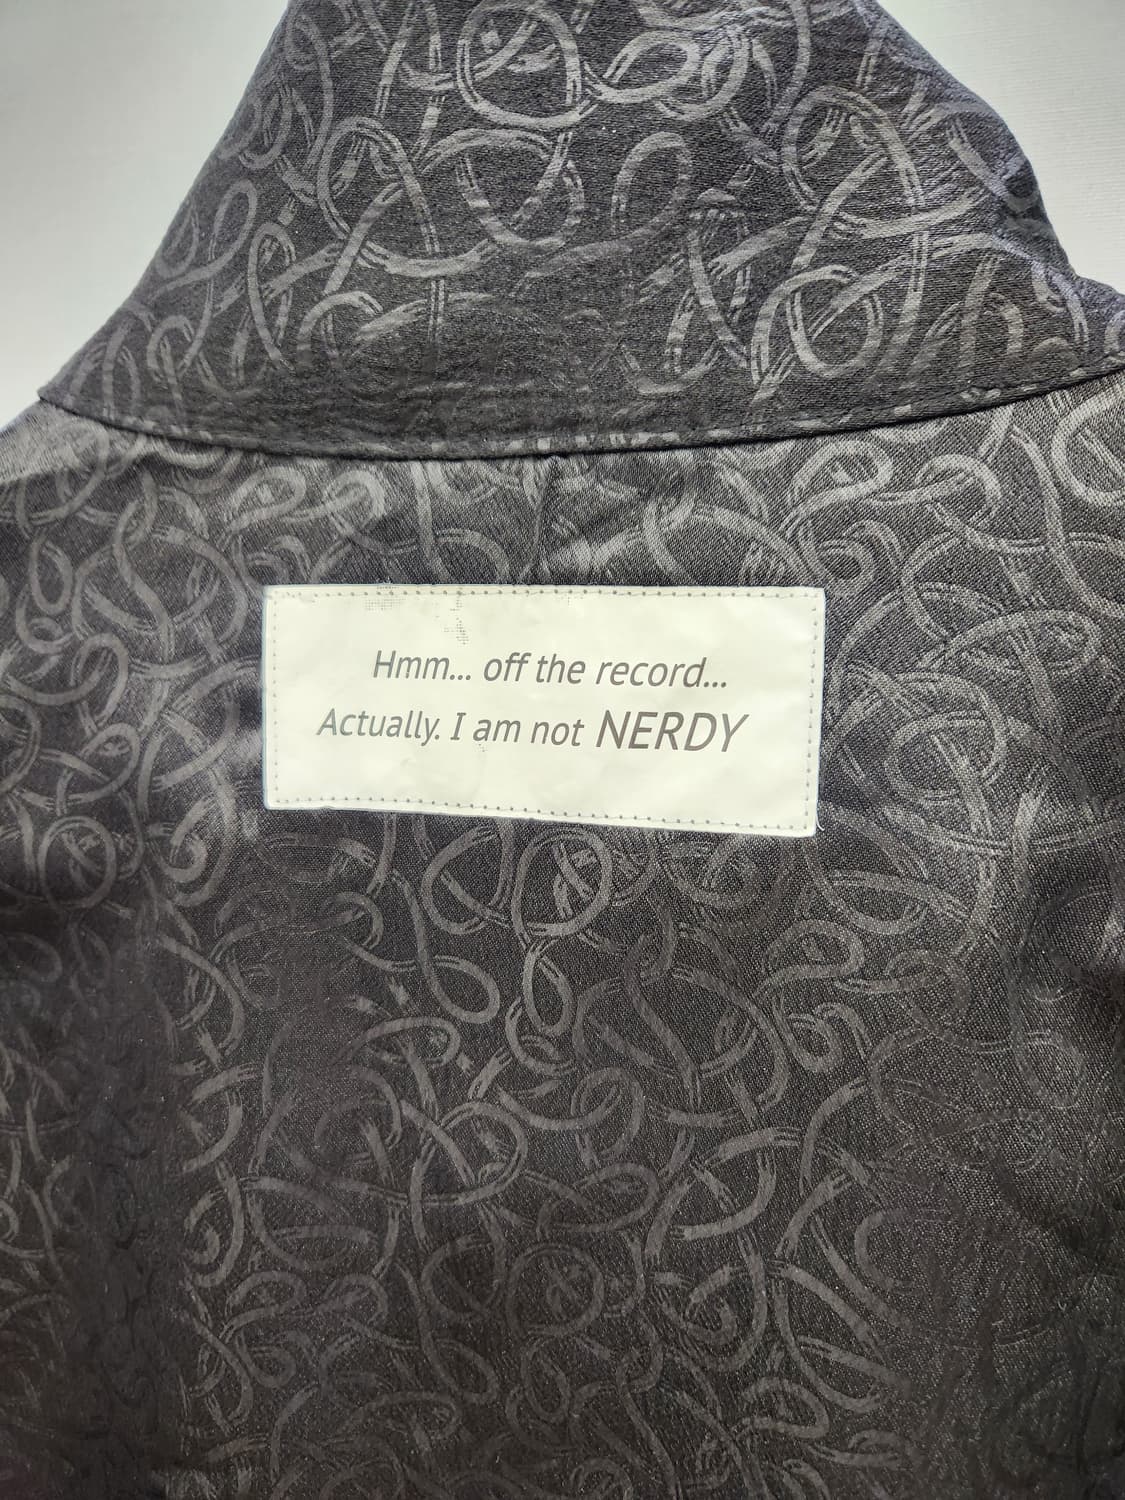 Hmm... off the record...
Actually. I am not NERDY